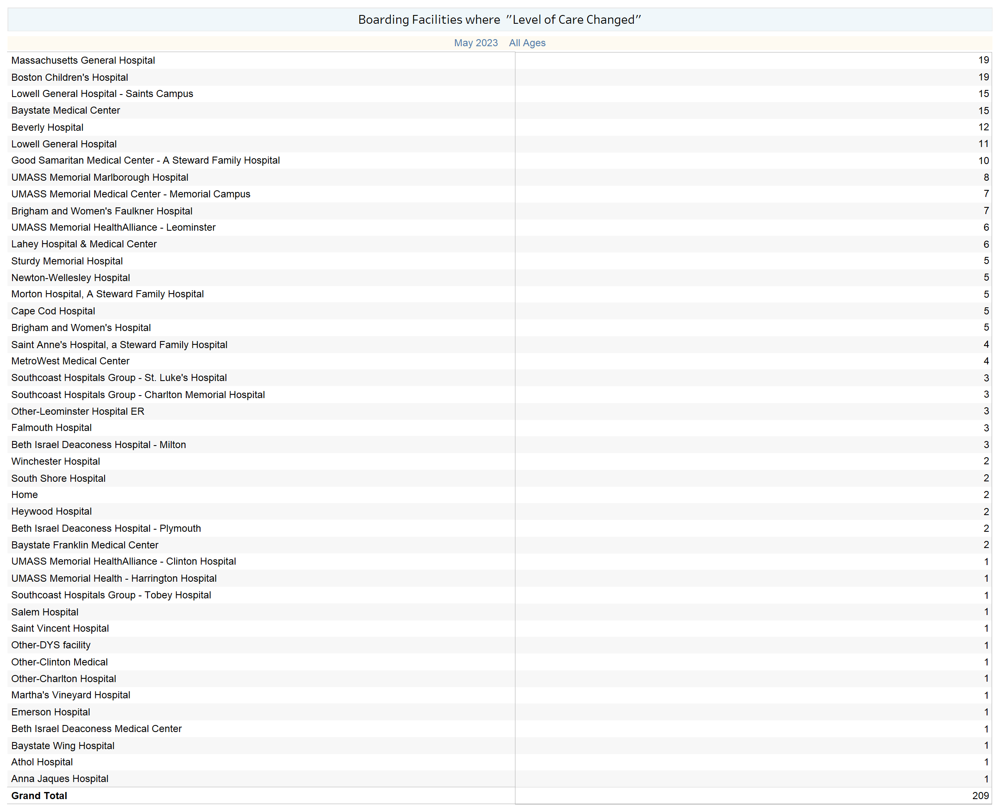 Boarding Facilities where "Level of Care Changed"
May 2023 All Ages
Massachusetts General Hospital 19
Boston Children's Hospital 19
Lowell General Hospital - Saints Campus 15
Baystate Medical Center 15
Beverly Hospital 12
Lowell General Hospital 11
Good Samaritan Medical Center - A Steward Family Hospital 10
UMASS Memorial Marlborough Hospital 8
UMASS Memorial Medical Center - Memorial Campus 7
Brigham and Women's Faulkner Hospital 7
UMASS Memorial HealthAlliance - Leominster 6
Lahey Hospital & Medical Center 6
Sturdy Memorial Hospital 5
Newton-Wellesley Hospital 5
Morton Hospital, A Steward Family Hospital 5
Cape Cod Hospital 5
Brigham and Women's Hospital 5
Saint Anne's Hospital, a Steward Family Hospital 4
MetroWest Medical Center 4
Southcoast Hospitals Group - St. Luke's Hospital 3
Southcoast Hospitals Group - Charlton Memorial Hospital 3
Other-Leominster Hospital ER 3
Falmouth Hospital 3
Beth Israel Deaconess Hospital - Milton 3
Winchester Hospital 2
South Shore Hospital 2
Home 2
Heywood Hospital 2
Beth Israel Deaconess Hospital - Plymouth 2
Baystate Franklin Medical Center 2
UMASS Memorial HealthAlliance - Clinton Hospital 1
UMASS Memorial Health - Harrington Hospital 1
Southcoast Hospitals Group - Tobey Hospital 1
Salem Hospital 1
Saint Vincent Hospital 1
Other-DYS facility 1
Other-Clinton Medical 1
Other-Charlton Hospital 1
Martha's Vineyard Hospital 1
Emerson Hospital 1
Beth Israel Deaconess Medical Center 1
Baystate Wing Hospital 1
Athol Hospital 1
Anna Jaques Hospital 1
Grand Total 209